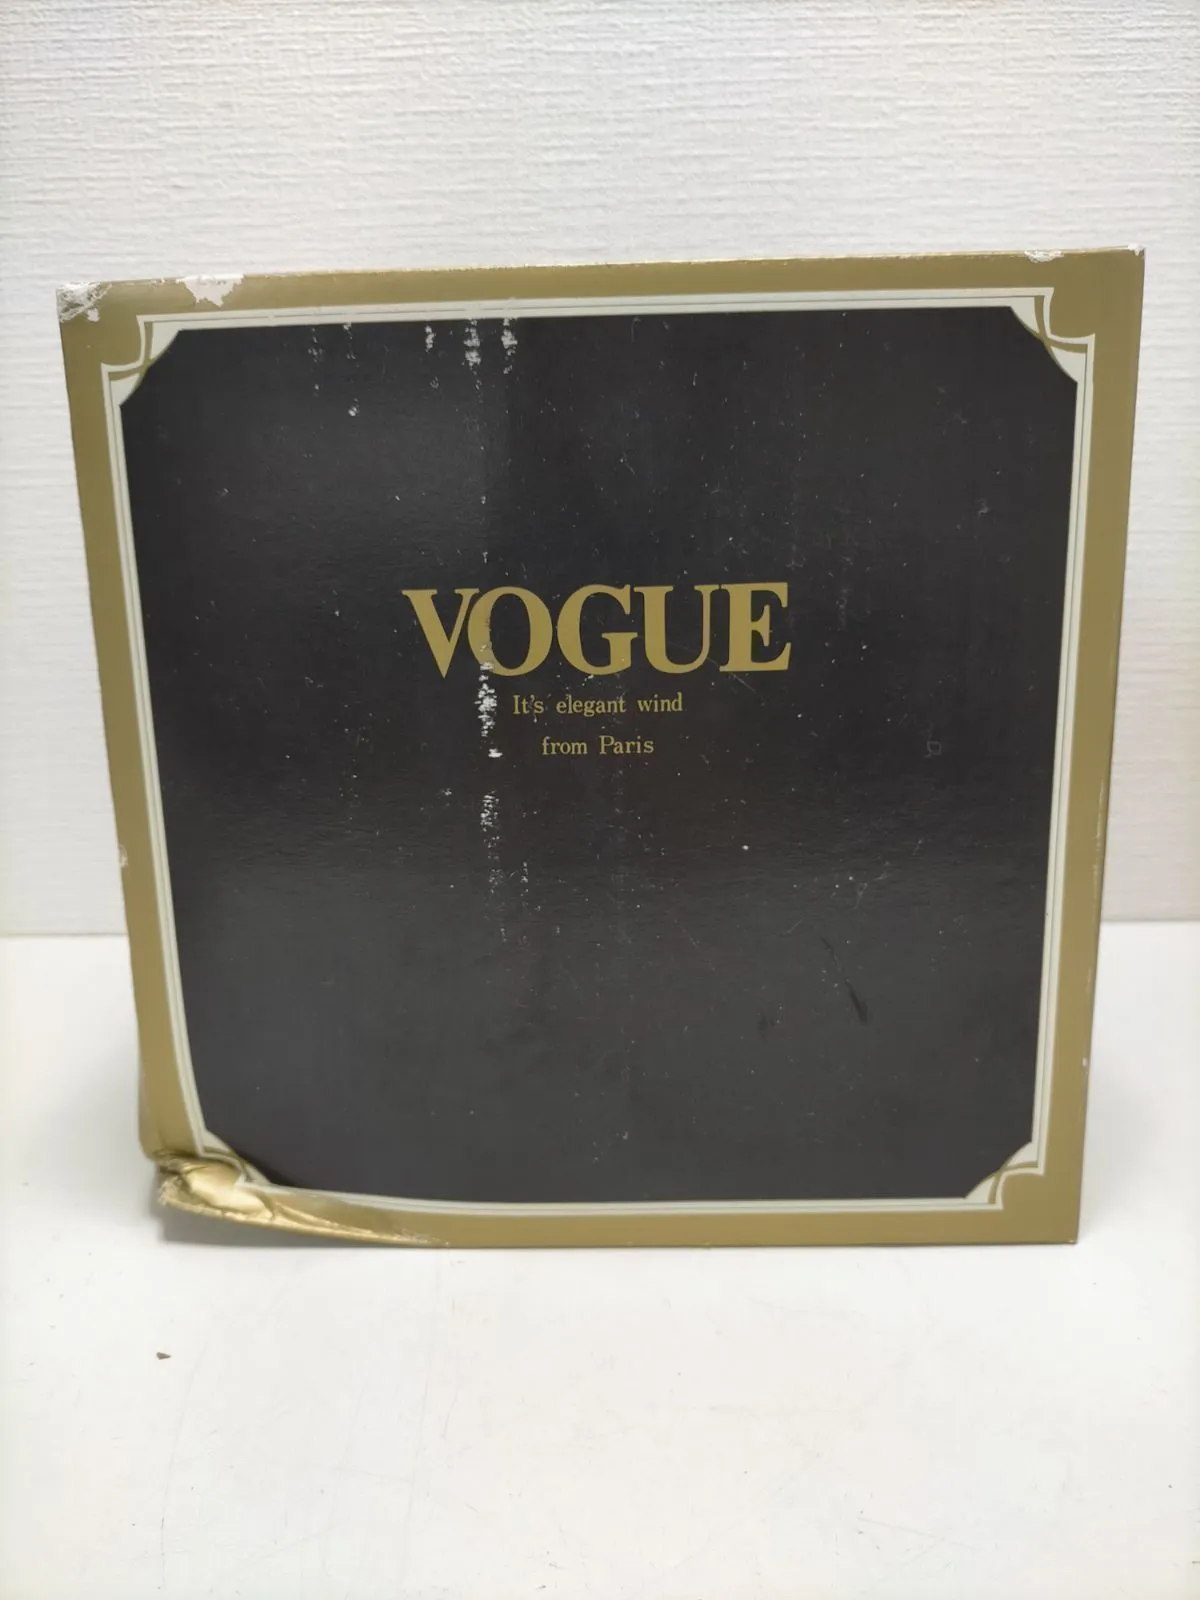 VOGUE
It's elegant wind
from Paris